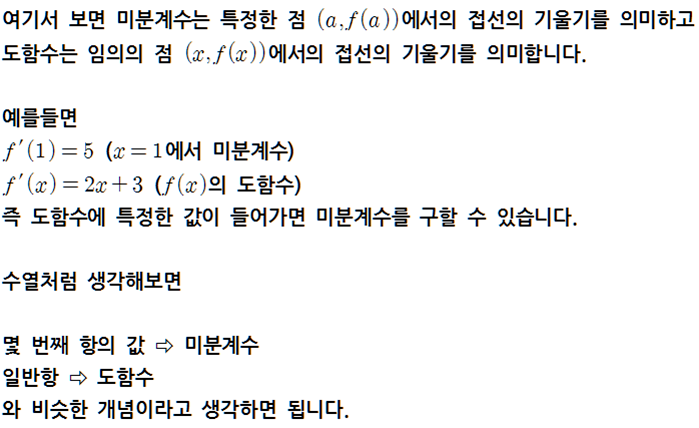 여기서 보면 미분계수는 특정한 점 (a,f(a))에서의 접선의 기울기를 의미하고
도함수는 임의의 점 (x,f(x))에서의 접선의 기울기를 의미합니다.
예를들면
f′(1)=5 (x=1에서 미분계수)
f′(x)=2x+3 (f(x)의 도함수)
즉 도함수에 특정한 값이 들어가면 미분계수를 구할 수 있습니다.
수열처럼 생각해보면
몇 번째 항의 값 ⇨ 미분계수
일반항 ⇨ 도함수
와 비슷한 개념이라고 생각하면 됩니다.